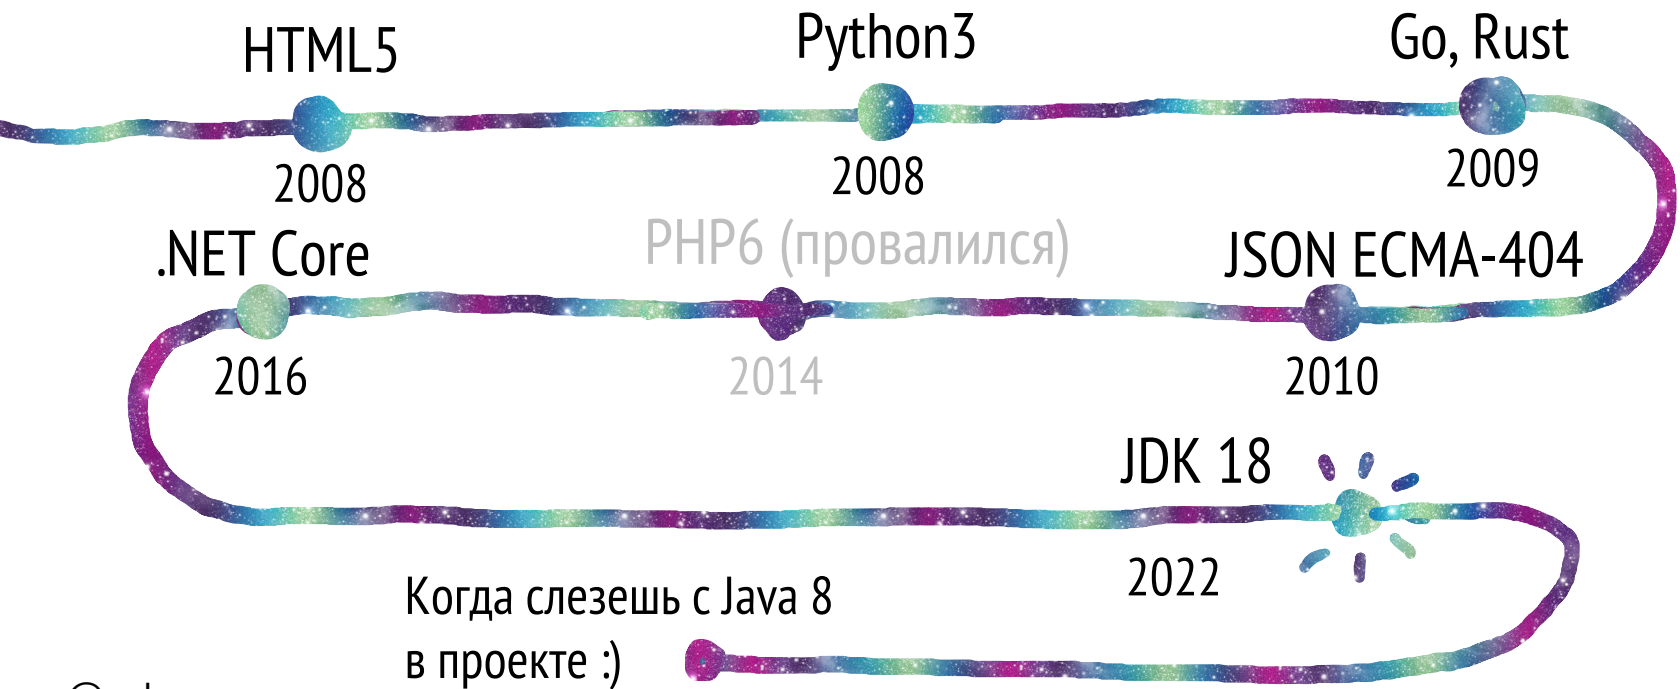 HTML5
2008
Python3
2008
Go, Rust
2009
JSON ECMA-404
2010
PHP6 (провалился)
2014
.NET Core
2016
JDK 18
2022
Когда слезешь с Java 8
в проекте :)